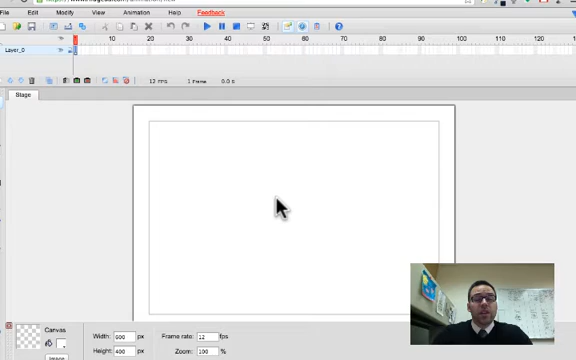 File Edit Modify View Animation Help Feedback
10 20 30 40 50 60 70 80 90 100 110 120
Layer_0
12 FPS 1 Frame 0.0 s
Stage
Canvas
Width: 600 px Frame rate: 12 fps
Height: 400 px Zoom: 100 %
Image